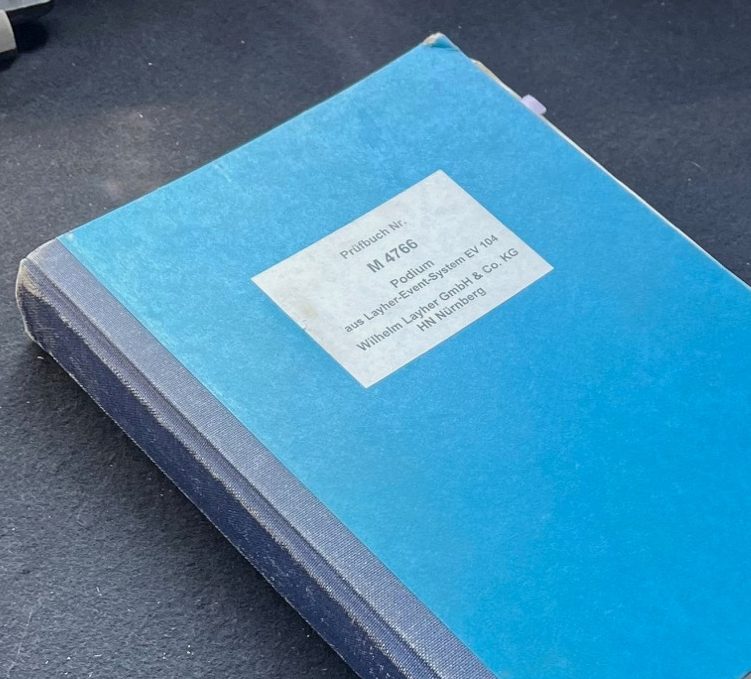 Prüfbuch Nr.
M 4766
Podium
aus Layher-Event-System EV 104
Wilhelm Layher GmbH & Co. KG
HN Nürnberg